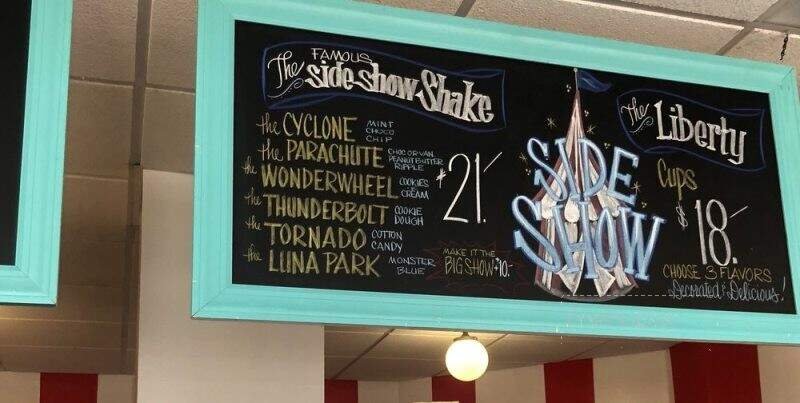 The FAMOUS
side-show Shake
the CYCLONE MINT CHOCO CHIP
the PARACHUTE CHOC OR VAN PEANUT BUTTER RIPPLE
the WONDERWHEEL COOKIES & CREAM
the THUNDERBOLT COOKIE DOUGH
the TORNADO COTTON CANDY
the LUNA PARK MONSTER BLUE
$21.-
MAKE IT THE
BIG SHOW +10.-
SIDE
SHOW
The Liberty
Cups
$18.-
CHOOSE 3 FLAVORS
Decorated & Delicious!